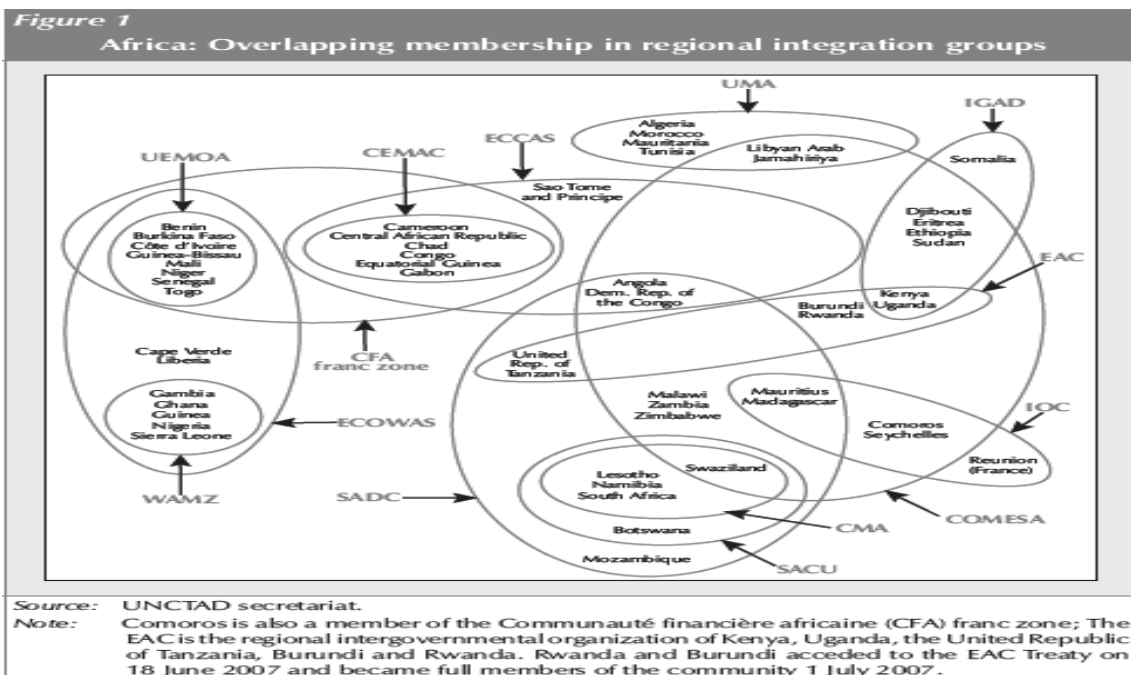 Figure 1
Africa: Overlapping membership in regional integration groups
UMA
IGAD
ECCAS
CEMAC
UEMOA
Algeria
Morocco
Mauritania
Tunisia
Libyan Arab
Jamahiriya
Somalia
Sao Tome
and Principe
Benin
Burkina Faso
Côte d'Ivoire
Guinea-Bissau
Mali
Niger
Senegal
Togo
Cameroon
Central African Republic
Chad
Congo
Equatorial Guinea
Gabon
Djibouti
Eritrea
Ethiopia
Sudan
EAC
Angola
Dem. Rep. of
the Congo
Burundi
Rwanda
Kenya
Uganda
CFA
franc zone
Cape Verde
Liberia
United
Rep. of
Tanzania
Gambia
Ghana
Guinea
Nigeria
Sierra Leone
ECOWAS
Malawi
Zambia
Zimbabwe
Mauritius
Madagascar
IOC
Comoros
Seychelles
Reunion
(France)
WAMZ
SADC
Lesotho
Namibia
South Africa
Swaziland
COMESA
CMA
Botswana
SACU
Mozambique
Source: UNCTAD secretariat.
Note: Comoros is also a member of the Communauté financière africaine (CFA) franc zone; The
EAC is the regional intergovernmental organization of Kenya, Uganda, the United Republic
of Tanzania, Burundi and Rwanda. Rwanda and Burundi acceded to the EAC Treaty on
18 June 2007 and became full members of the community 1 July 2007.